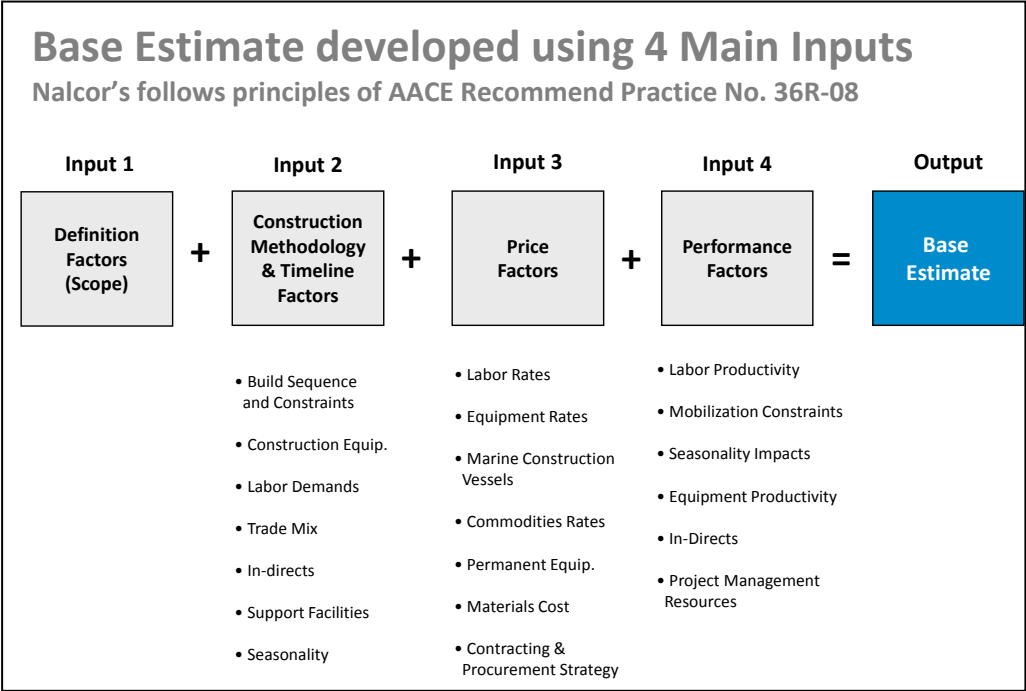 Base Estimate developed using 4 Main Inputs
Nalcor’s follows principles of AACE Recommend Practice No. 36R-08
Input 1
Definition
Factors
(Scope)
+
Input 2
Construction
Methodology
& Timeline
Factors
• Build Sequence
and Constraints
• Construction Equip.
• Labor Demands
• Trade Mix
• In-directs
• Support Facilities
• Seasonality
+
Input 3
Price
Factors
• Labor Rates
• Equipment Rates
• Marine Construction
Vessels
• Commodities Rates
• Permanent Equip.
• Materials Cost
• Contracting &
Procurement Strategy
+
Input 4
Performance
Factors
• Labor Productivity
• Mobilization Constraints
• Seasonality Impacts
• Equipment Productivity
• In-Directs
• Project Management
Resources
=
Output
Base
Estimate